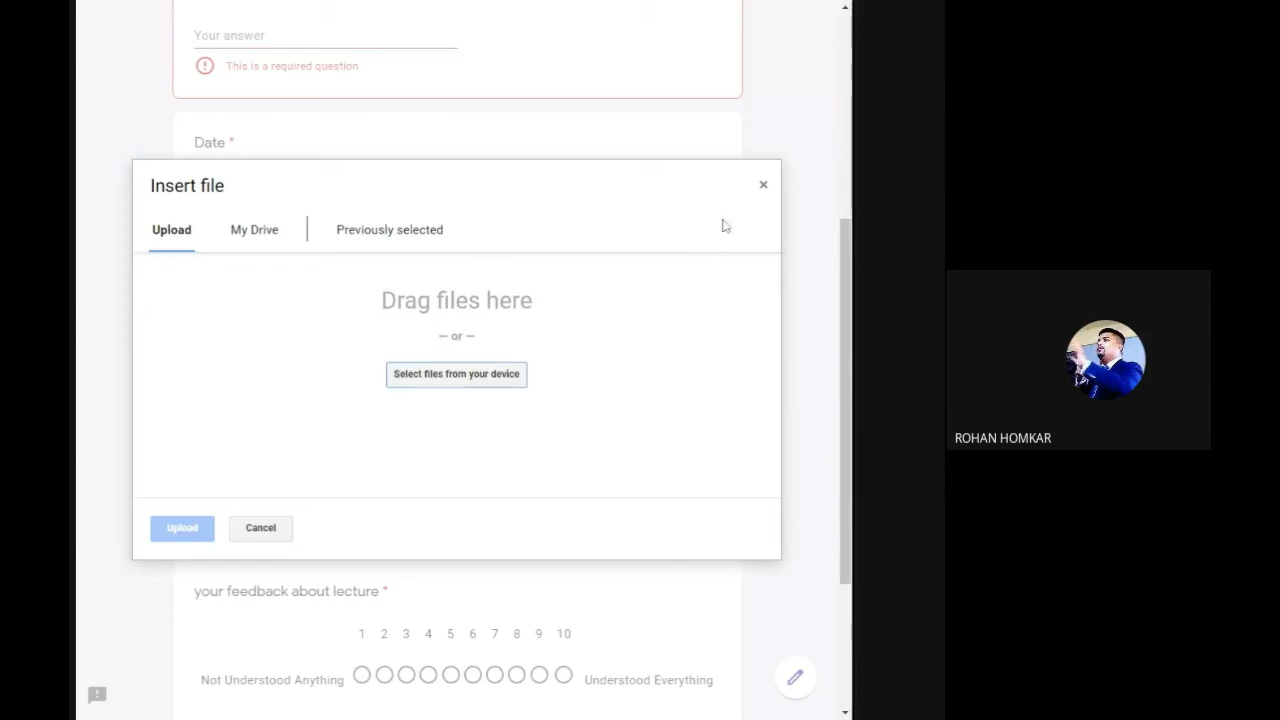 Your answer
This is a required question
Date *
Insert file
Upload
My Drive
Previously selected
Drag files here
— or —
Select files from your device
Upload
Cancel
your feedback about lecture *
1 2 3 4 5 6 7 8 9 10
Not Understood Anything
Understood Everything
ROHAN HOMKAR